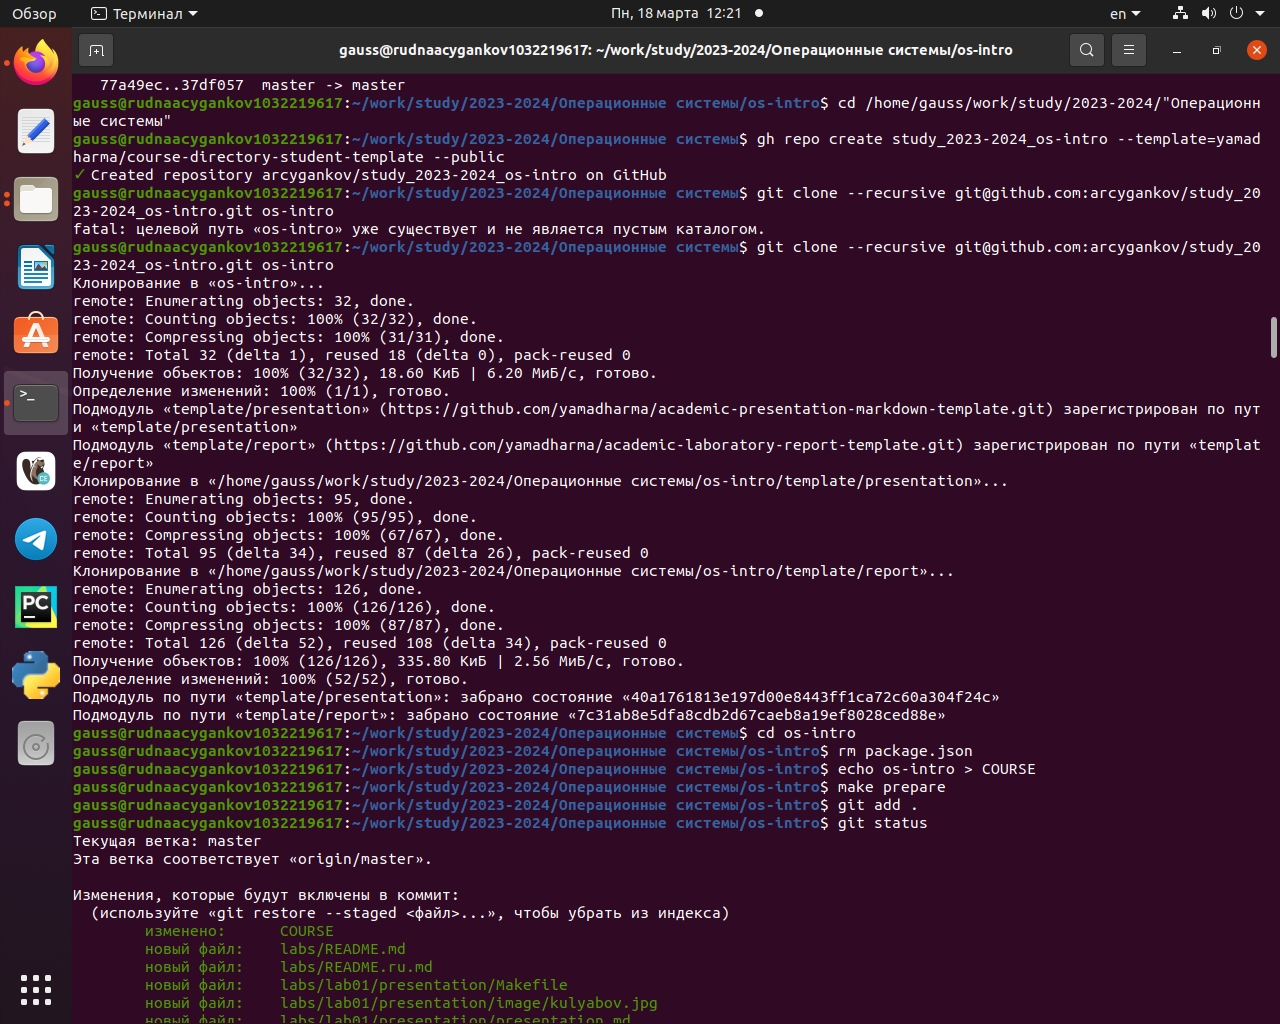 Обзор
Терминал
Пн, 18 марта 12:21
en
gauss@rudnaacygankov1032219617: ~/work/study/2023-2024/Операционные системы/os-intro
77a49ec..37df057  master -> master
gauss@rudnaacygankov1032219617:~/work/study/2023-2024/Операционные системы/os-intro$ cd /home/gauss/work/study/2023-2024/"Операционн
ые системы"
gauss@rudnaacygankov1032219617:~/work/study/2023-2024/Операционные системы$ gh repo create study_2023-2024_os-intro --template=yamad
harma/course-directory-student-template --public
✓ Created repository arcygankov/study_2023-2024_os-intro on GitHub
gauss@rudnaacygankov1032219617:~/work/study/2023-2024/Операционные системы$ git clone --recursive git@github.com:arcygankov/study_20
23-2024_os-intro.git os-intro
fatal: целевой путь «os-intro» уже существует и не является пустым каталогом.
gauss@rudnaacygankov1032219617:~/work/study/2023-2024/Операционные системы$ git clone --recursive git@github.com:arcygankov/study_20
23-2024_os-intro.git os-intro
Клонирование в «os-intro»...
remote: Enumerating objects: 32, done.
remote: Counting objects: 100% (32/32), done.
remote: Compressing objects: 100% (31/31), done.
remote: Total 32 (delta 1), reused 18 (delta 0), pack-reused 0
Получение объектов: 100% (32/32), 18.60 КиБ | 6.20 МиБ/с, готово.
Определение изменений: 100% (1/1), готово.
Подмодуль «template/presentation» (https://github.com/yamadharma/academic-presentation-markdown-template.git) зарегистрирован по пут
и «template/presentation»
Подмодуль «template/report» (https://github.com/yamadharma/academic-laboratory-report-template.git) зарегистрирован по пути «templat
e/report»
Клонирование в «/home/gauss/work/study/2023-2024/Операционные системы/os-intro/template/presentation»...
remote: Enumerating objects: 95, done.
remote: Counting objects: 100% (95/95), done.
remote: Compressing objects: 100% (67/67), done.
remote: Total 95 (delta 34), reused 87 (delta 26), pack-reused 0
Клонирование в «/home/gauss/work/study/2023-2024/Операционные системы/os-intro/template/report»...
remote: Enumerating objects: 126, done.
remote: Counting objects: 100% (126/126), done.
remote: Compressing objects: 100% (87/87), done.
remote: Total 126 (delta 52), reused 108 (delta 34), pack-reused 0
Получение объектов: 100% (126/126), 335.80 КиБ | 2.56 МиБ/с, готово.
Определение изменений: 100% (52/52), готово.
Подмодуль по пути «template/presentation»: забрано состояние «40a1761813e197d00e8443ff1ca72c60a304f24c»
Подмодуль по пути «template/report»: забрано состояние «7c31ab8e5dfa8cdb2d67caeb8a19ef8028ced88e»
gauss@rudnaacygankov1032219617:~/work/study/2023-2024/Операционные системы$ cd os-intro
gauss@rudnaacygankov1032219617:~/work/study/2023-2024/Операционные системы/os-intro$ rm package.json
gauss@rudnaacygankov1032219617:~/work/study/2023-2024/Операционные системы/os-intro$ echo os-intro > COURSE
gauss@rudnaacygankov1032219617:~/work/study/2023-2024/Операционные системы/os-intro$ make prepare
gauss@rudnaacygankov1032219617:~/work/study/2023-2024/Операционные системы/os-intro$ git add .
gauss@rudnaacygankov1032219617:~/work/study/2023-2024/Операционные системы/os-intro$ git status
Текущая ветка: master
Эта ветка соответствует «origin/master».
Изменения, которые будут включены в коммит:
(используйте «git restore --staged <файл>...», чтобы убрать из индекса)
изменено:      COURSE
новый файл:    labs/README.md
новый файл:    labs/README.ru.md
новый файл:    labs/lab01/presentation/Makefile
новый файл:    labs/lab01/presentation/image/kulyabov.jpg
новый файл:    labs/lab01/presentation/presentation.md
>_
CE
PC